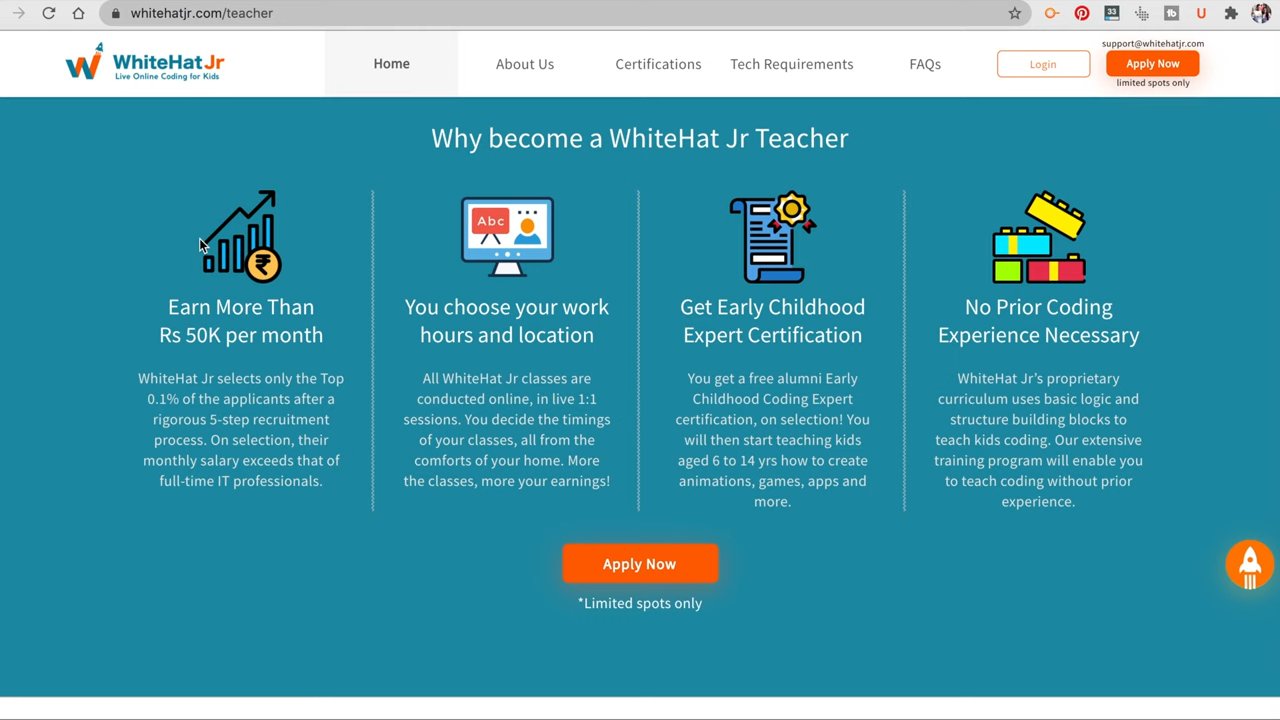 whitehatjr.com/teacher
33
tb
U
WhiteHat Jr
Live Online Coding for Kids
Home
About Us
Certifications
Tech Requirements
FAQs
Login
support@whitehatjr.com
Apply Now
limited spots only
Why become a WhiteHat Jr Teacher
Abc
₹
Earn More Than
Rs 50K per month
WhiteHat Jr selects only the Top
0.1% of the applicants after a
rigorous 5-step recruitment
process. On selection, their
monthly salary exceeds that of
full-time IT professionals.
You choose your work
hours and location
All WhiteHat Jr classes are
conducted online, in live 1:1
sessions. You decide the timings
of your classes, all from the
comforts of your home. More
the classes, more your earnings!
Get Early Childhood
Expert Certification
You get a free alumni Early
Childhood Coding Expert
certification, on selection! You
will then start teaching kids
aged 6 to 14 yrs how to create
animations, games, apps and
more.
No Prior Coding
Experience Necessary
WhiteHat Jr’s proprietary
curriculum uses basic logic and
structure building blocks to
teach kids coding. Our extensive
training program will enable you
to teach coding without prior
experience.
Apply Now
*Limited spots only